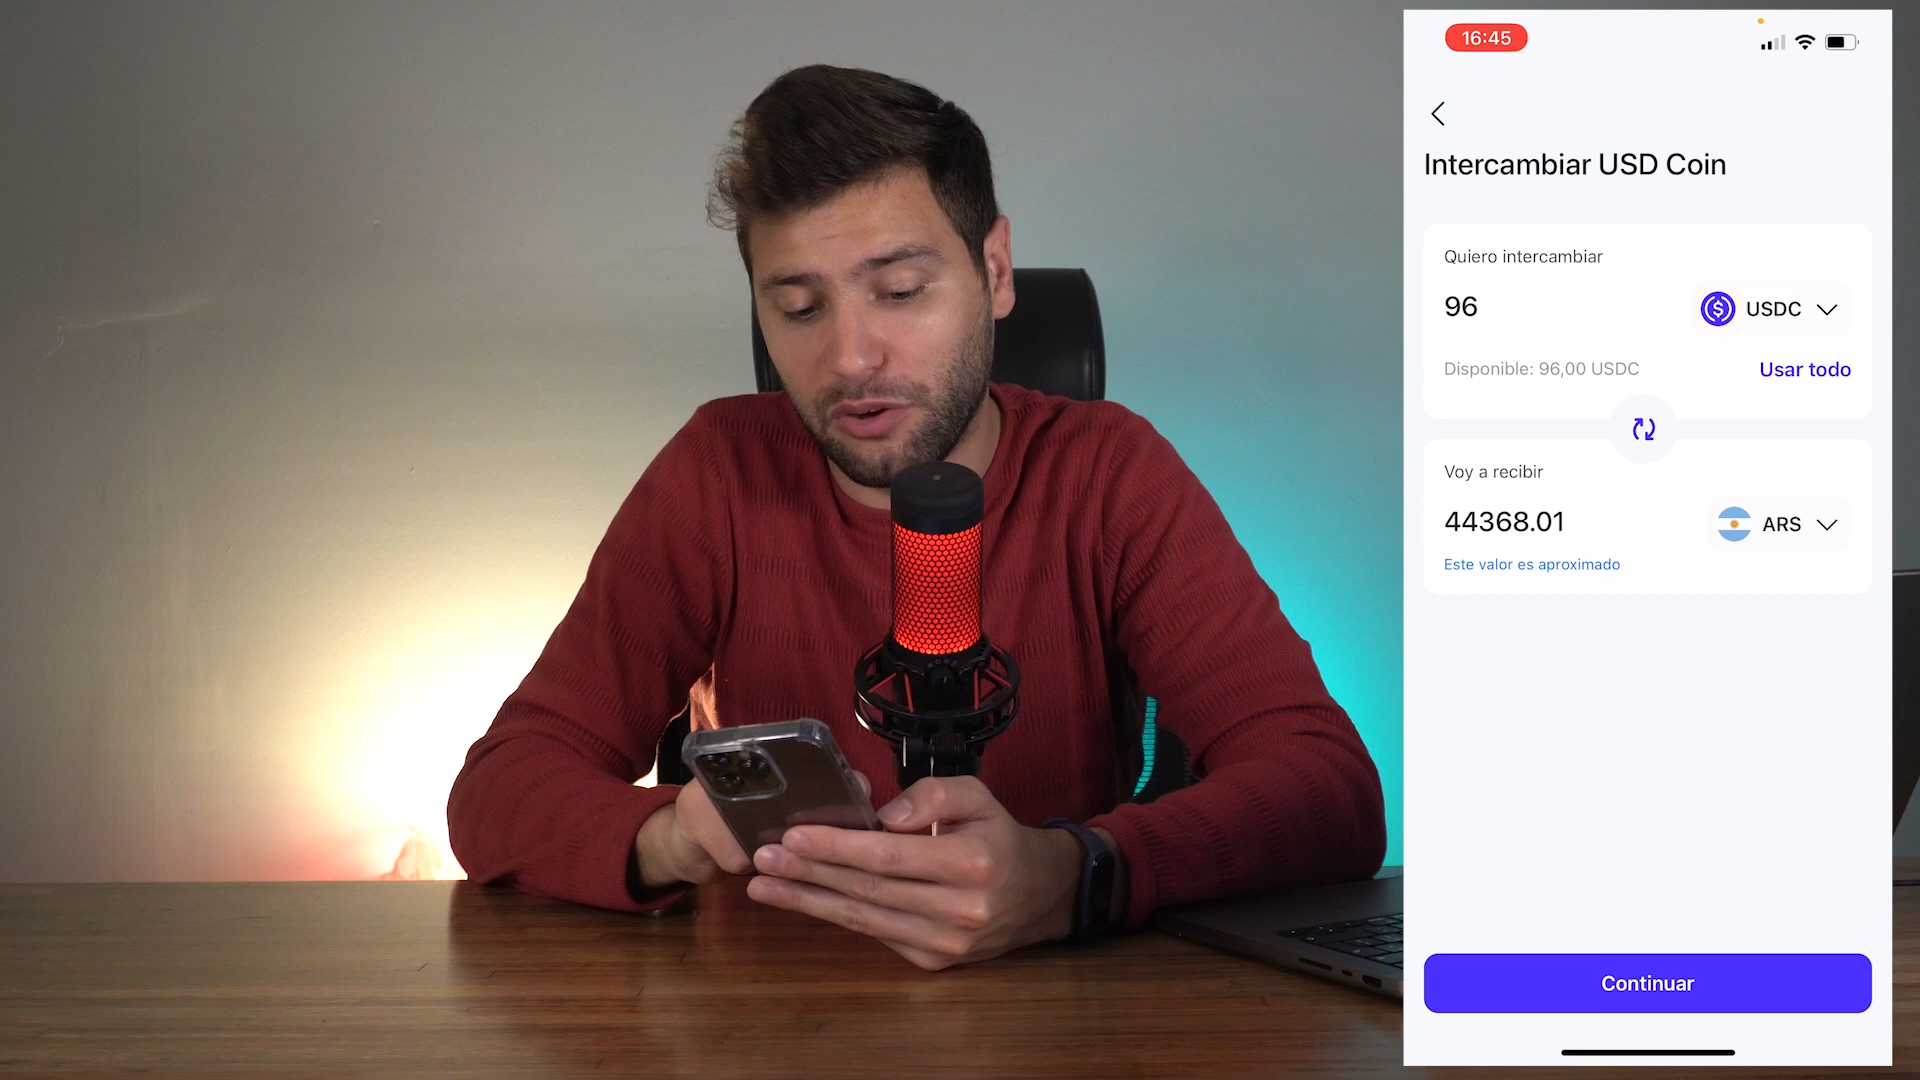 16:45
Intercambiar USD Coin
Quiero intercambiar
96
USDC
Disponible: 96,00 USDC
Usar todo
Voy a recibir
44368.01
ARS
Este valor es aproximado
Continuar